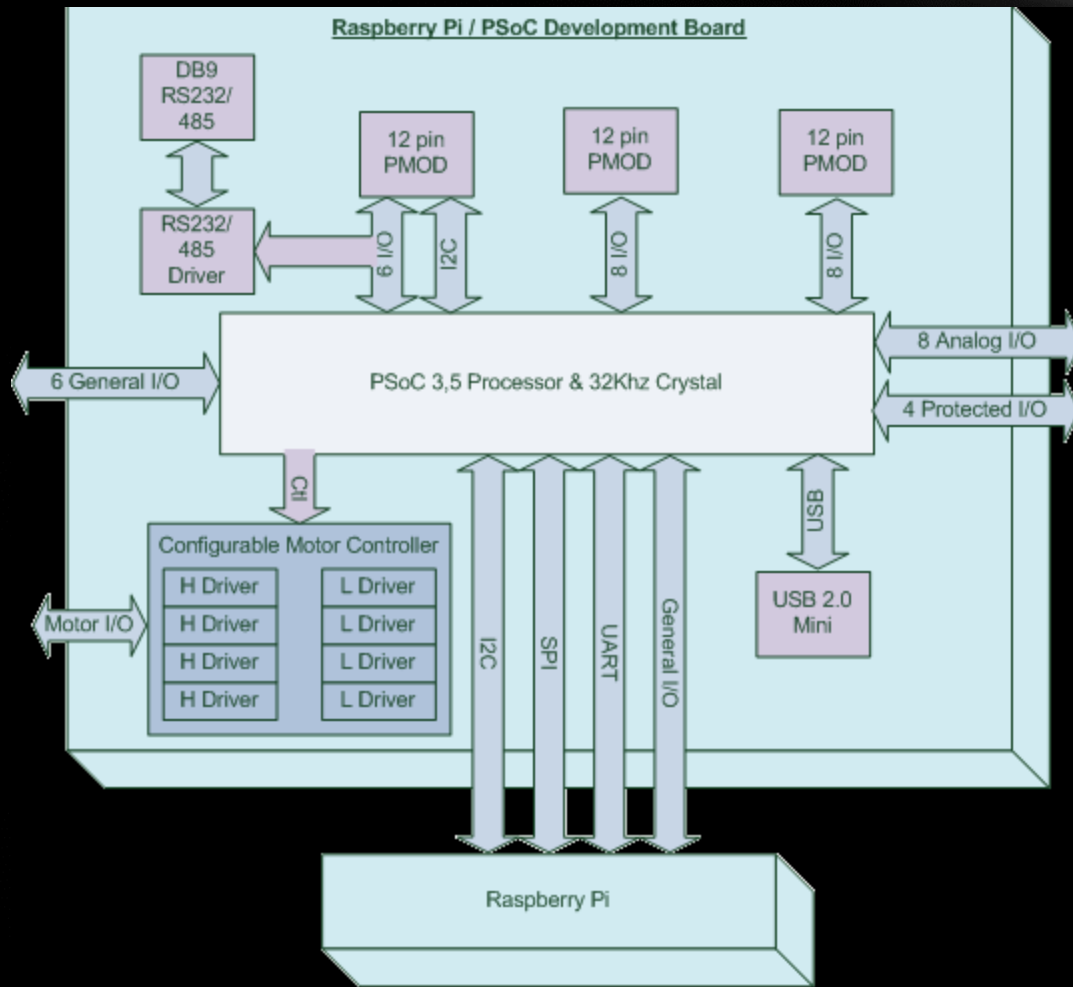 Raspberry Pi / PSoC Development Board
DB9
RS232/
485
12 pin
PMOD
12 pin
PMOD
12 pin
PMOD
RS232/
485
Driver
6 I/O
I2C
8 I/O
8 I/O
8 Analog I/O
4 Protected I/O
6 General I/O
PSoC 3,5 Processor & 32Khz Crystal
Ctl
USB
Configurable Motor Controller
H Driver
L Driver
H Driver
L Driver
H Driver
L Driver
H Driver
L Driver
Motor I/O
I2C
SPI
UART
General I/O
USB 2.0
Mini
Raspberry Pi